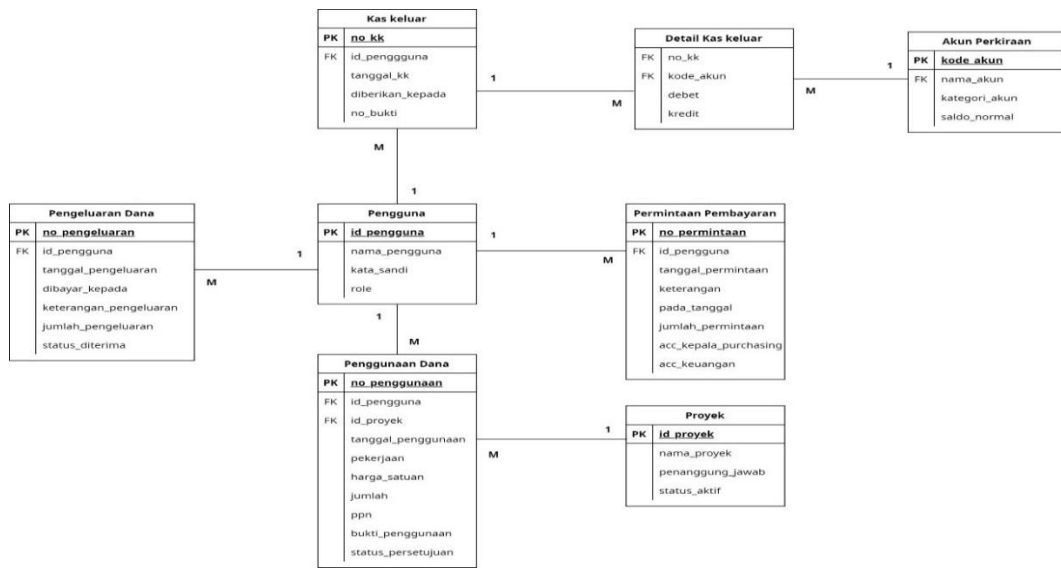 Kas keluar
PK no_kk
FK id_penggguna
tanggal_kk
diberikan_kepada
no_bukti
1
M
Detail Kas keluar
FK no_kk
FK kode_akun
debet
kredit
1
M
Akun Perkiraan
PK kode_akun
FK nama_akun
kategori_akun
saldo_normal
M
1
Pengeluaran Dana
PK no_pengeluaran
FK id_pengguna
tanggal_pengeluaran
dibayar_kepada
keterangan_pengeluaran
jumlah_pengeluaran
status_diterima
1
M
Pengguna
PK id_pengguna
nama_pengguna
kata_sandi
role
1
M
Permintaan Pembayaran
PK no_permintaan
FK id_pengguna
tanggal_permintaan
keterangan
pada_tanggal
jumlah_permintaan
acc_kepala_purchasing
acc_keuangan
1
M
Penggunaan Dana
PK no_penggunaan
FK id_pengguna
FK id_proyek
tanggal_penggunaan
pekerjaan
harga_satuan
jumlah
ppn
bukti_penggunaan
status_persetujuan
1
M
Proyek
PK id_proyek
nama_proyek
penanggung_jawab
status_aktif